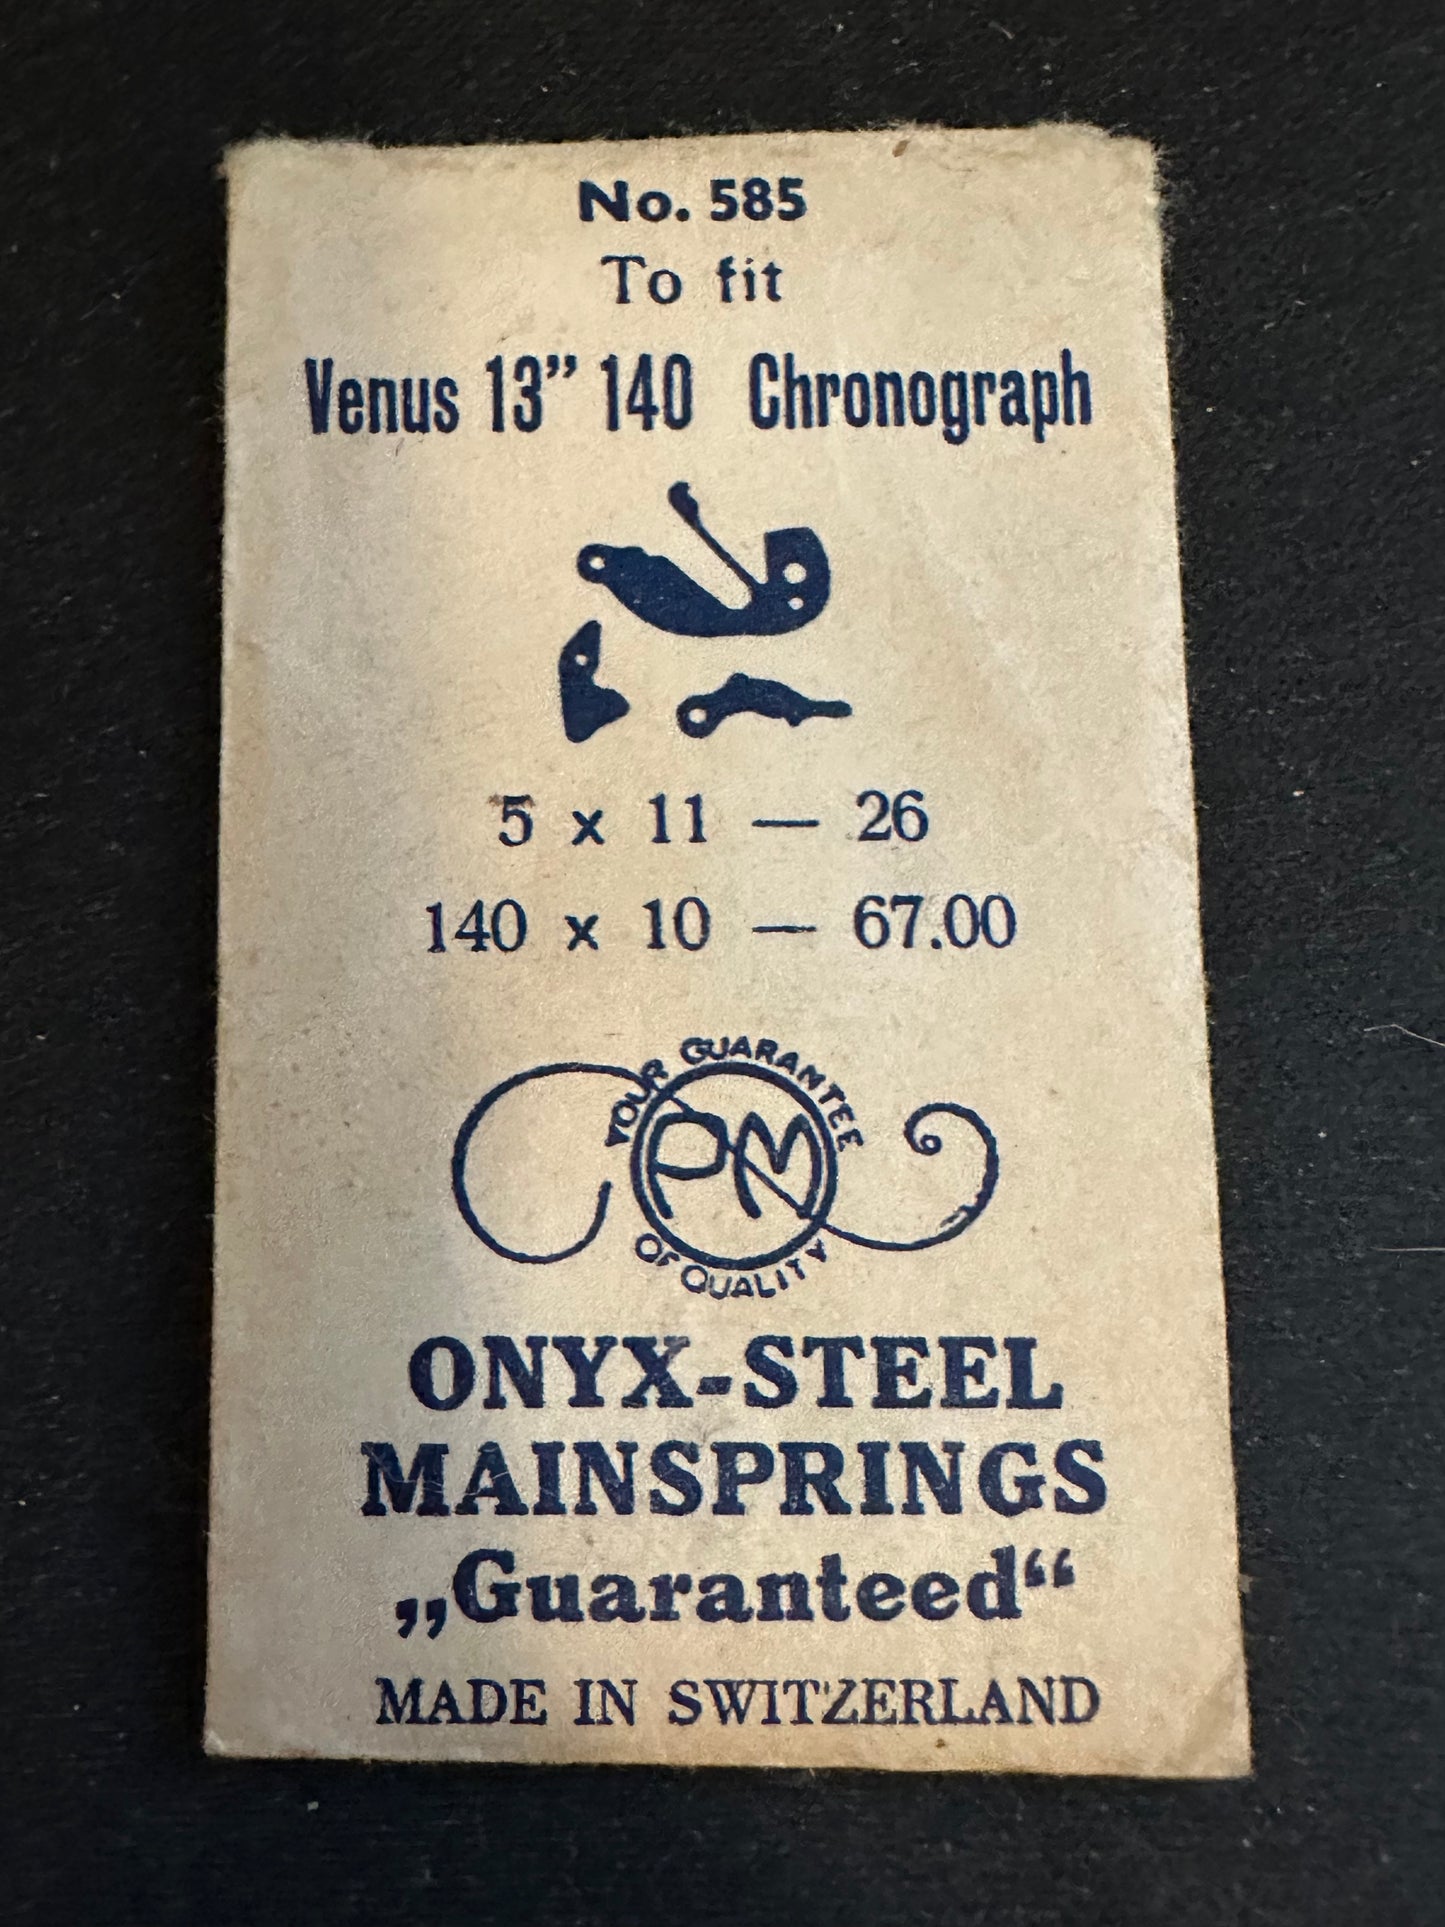 No. 585
To fit
Venus 13” 140 Chronograph
5 x 11 — 26
140 x 10 — 67.00
YOUR GUARANTEE
PM
OF QUALITY
ONYX-STEEL
MAINSPRINGS
„Guaranteed“
MADE IN SWITZERLAND